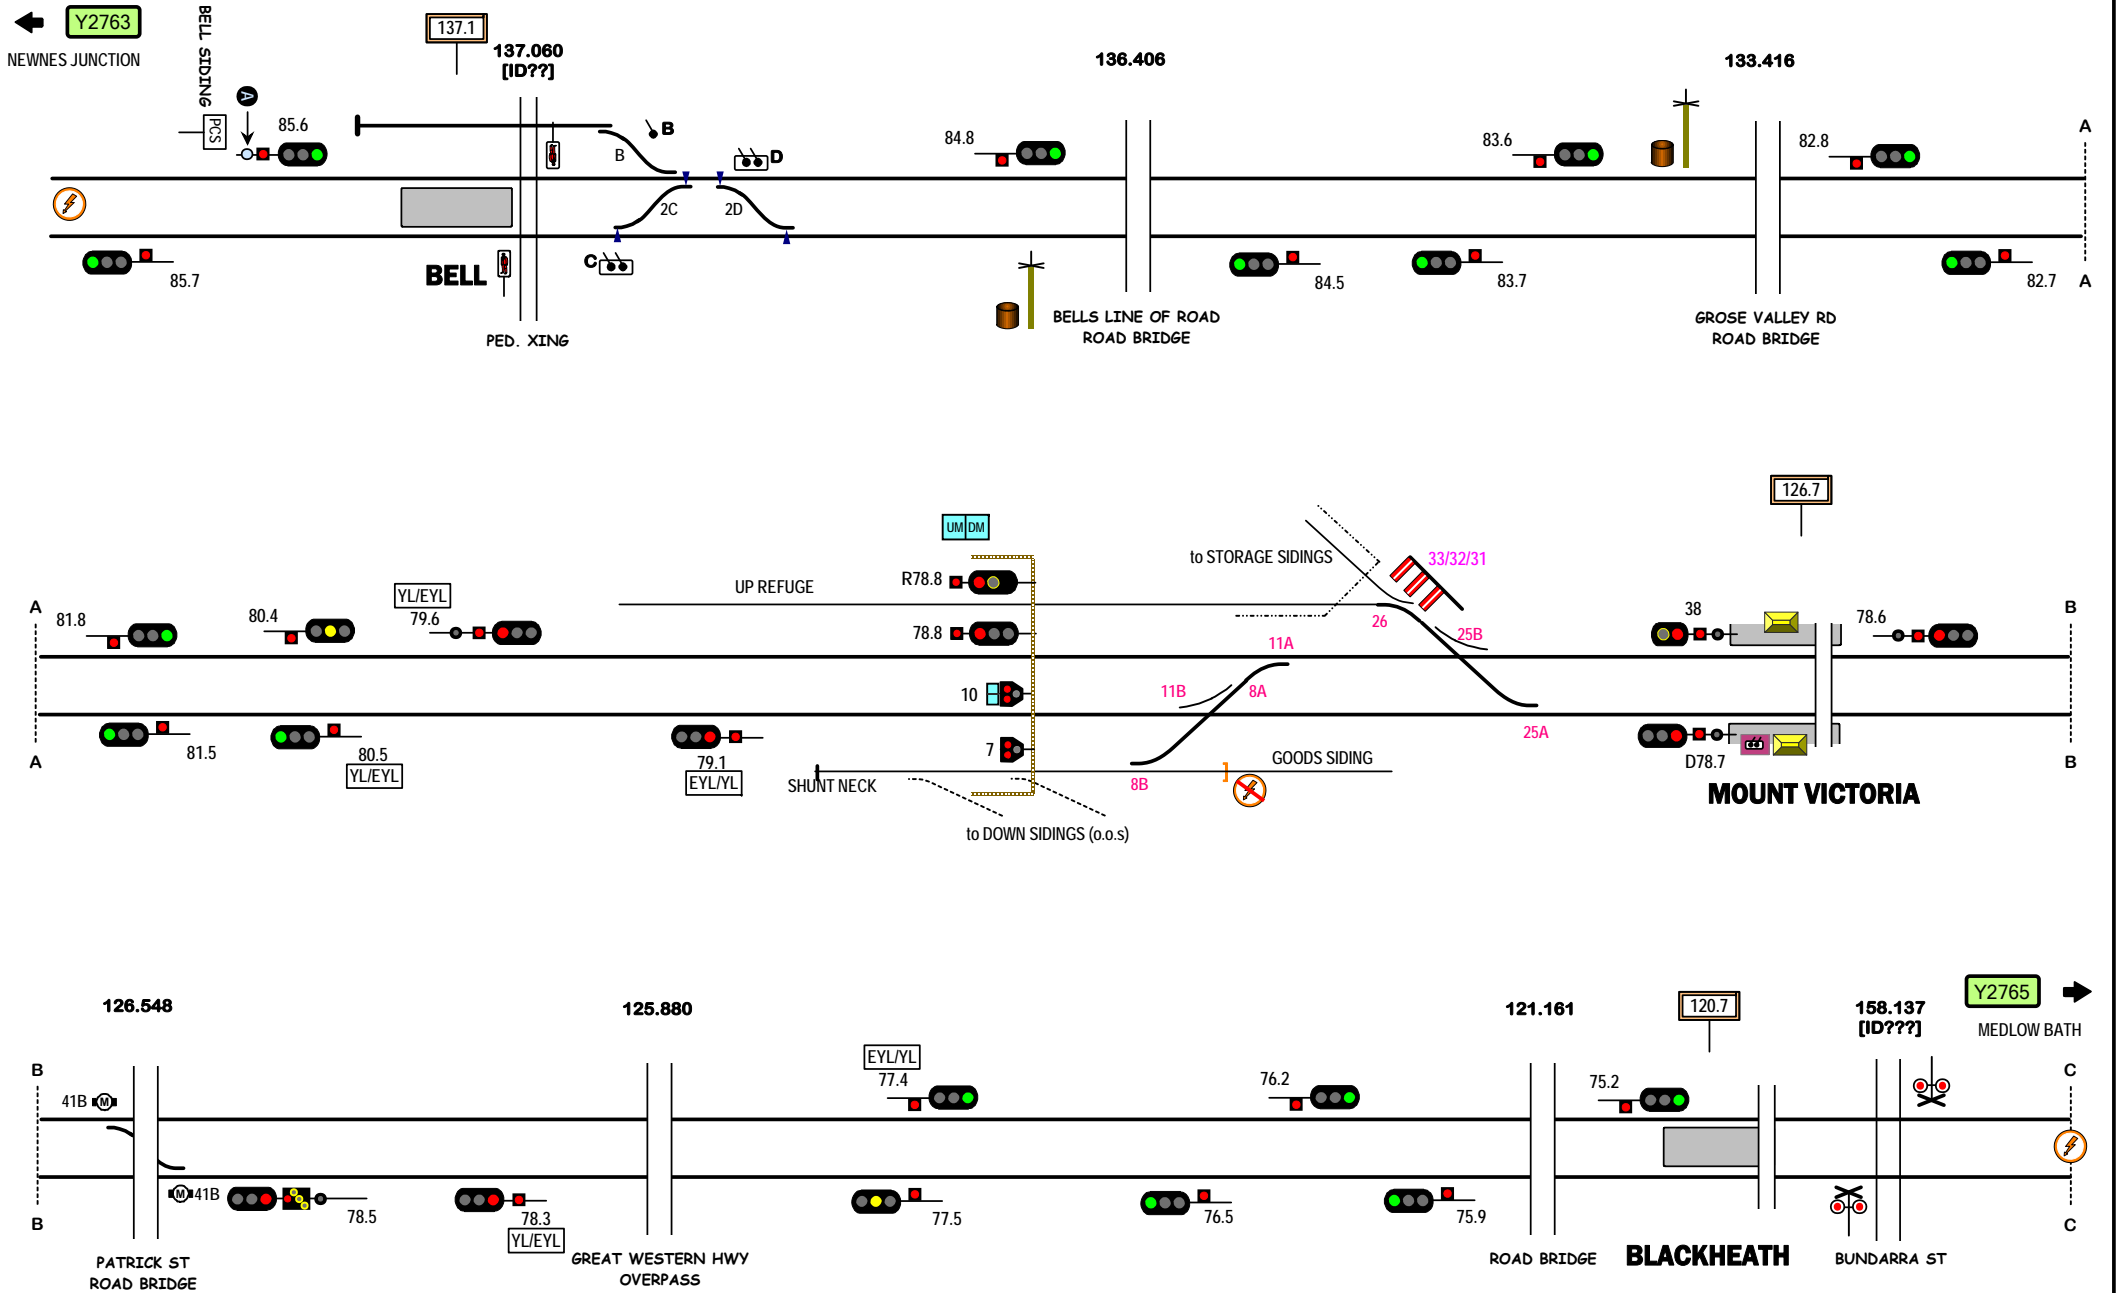 Y2763
NEWNES JUNCTION
BELL SIDING
PCS
A
85.6
137.1
137.060
[ID??]
B
B
D
2C
2D
C
85.7
BELL
PED. XING
84.8
136.406
BELLS LINE OF ROAD
ROAD BRIDGE
84.5
83.6
83.7
133.416
GROSE VALLEY RD
ROAD BRIDGE
82.8
82.7
A
A
A
A
81.8
80.4
YL/EYL
79.6
81.5
80.5
YL/EYL
79.1
EYL/YL
UP REFUGE
UM DM
R78.8
78.8
10
7
SHUNT NECK
to DOWN SIDINGS (o.o.s)
to STORAGE SIDINGS
33/32/31
26
25B
11A
11B
8A
8B
25A
GOODS SIDING
126.7
38
78.6
D78.7
MOUNT VICTORIA
B
B
B
B
126.548
41B M
M 41B
78.5
PATRICK ST
ROAD BRIDGE
78.3
YL/EYL
125.880
GREAT WESTERN HWY
OVERPASS
EYL/YL
77.4
77.5
76.2
76.5
75.9
121.161
ROAD BRIDGE
75.2
120.7
BLACKHEATH
158.137
[ID???]
BUNDARRA ST
Y2765
MEDLOW BATH
C
C